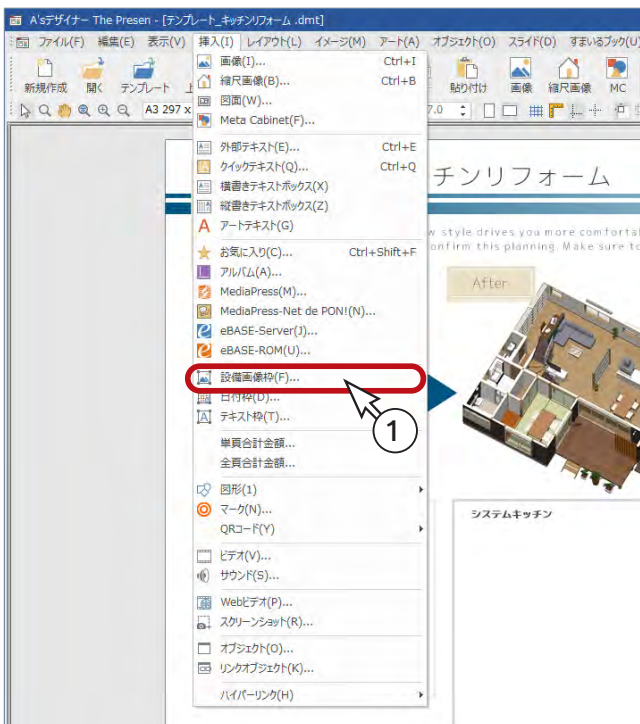 A'sデザイナー The Presen - [テンプレート_キッチンリフォーム .dmt]
ファイル(F) 編集(E) 表示(V) 挿入(I) レイアウト(L) イメージ(M) アート(A) オブジェクト(O) スライド(D) すまいるブック(U)
新規作成 開く テンプレート 貼り付け 画像 縮尺画像 MC
A3 297 x 7.0
画像(I)... Ctrl+I
縮尺画像(B)... Ctrl+B
図面(W)...
Meta Cabinet(F)...
外部テキスト(E)... Ctrl+E
クイックテキスト(Q)... Ctrl+Q
横書きテキストボックス(X)
縦書きテキストボックス(Z)
アートテキスト(G)
お気に入り(C)... Ctrl+Shift+F
アルバム(A)...
MediaPress(M)...
MediaPress-Net de PON!(N)...
eBASE-Server(J)...
eBASE-ROM(U)...
設備画像枠(F)...
日付枠(D)...
テキスト枠(T)...
単頁合計金額...
全頁合計金額...
図形(1)
マーク(N)...
QRコード(Y)
ビデオ(V)...
サウンド(S)...
Webビデオ(P)...
スクリーンショット(R)...
オブジェクト(O)...
リンクオブジェクト(K)...
ハイパーリンク(H)
1
チンリフォーム
w style drives you more comfortal
onfirm this planning. Make sure to
After
システムキッチン